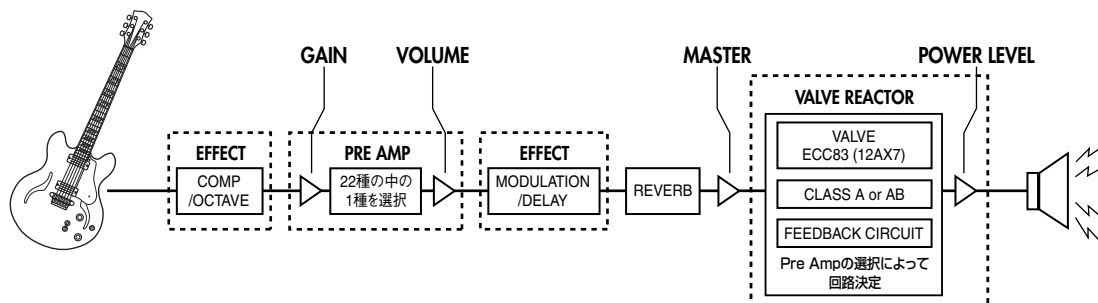 GAIN
VOLUME
MASTER
POWER LEVEL
EFFECT
COMP
/OCTAVE
PRE AMP
22種の中の
1種を選択
EFFECT
MODULATION
/DELAY
REVERB
VALVE REACTOR
VALVE
ECC83 (12AX7)
CLASS A or AB
FEEDBACK CIRCUIT
Pre Ampの選択によって
回路決定